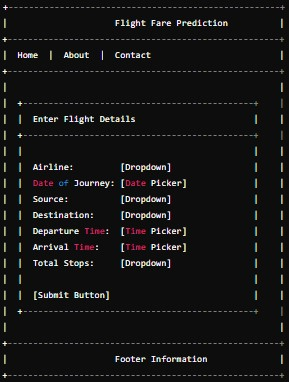 Flight Fare Prediction
Home | About | Contact
Enter Flight Details
Airline: [Dropdown]
Date of Journey: [Date Picker]
Source: [Dropdown]
Destination: [Dropdown]
Departure Time: [Time Picker]
Arrival Time: [Time Picker]
Total Stops: [Dropdown]
[Submit Button]
Footer Information